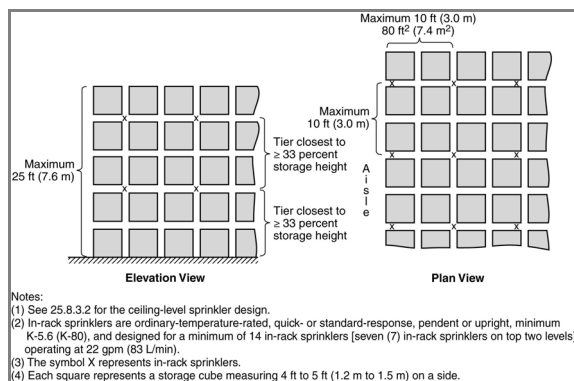 Maximum 10 ft (3.0 m)
80 ft² (7.4 m²)
x x x
Maximum
10 ft (3.0 m)
x x x
x x x
A
i
s
l
e
Plan View
x x
Maximum
25 ft (7.6 m)
Tier closest to
≥ 33 percent
storage height
x x
Tier closest to
≥ 33 percent
storage height
Elevation View
Notes:
(1) See 25.8.3.2 for the ceiling-level sprinkler design.
(2) In-rack sprinklers are ordinary-temperature-rated, quick- or standard-response, pendent or upright, minimum
K-5.6 (K-80), and designed for a minimum of 14 in-rack sprinklers [seven (7) in-rack sprinklers on top two levels]
operating at 22 gpm (83 L/min).
(3) The symbol X represents in-rack sprinklers.
(4) Each square represents a storage cube measuring 4 ft to 5 ft (1.2 m to 1.5 m) on a side.